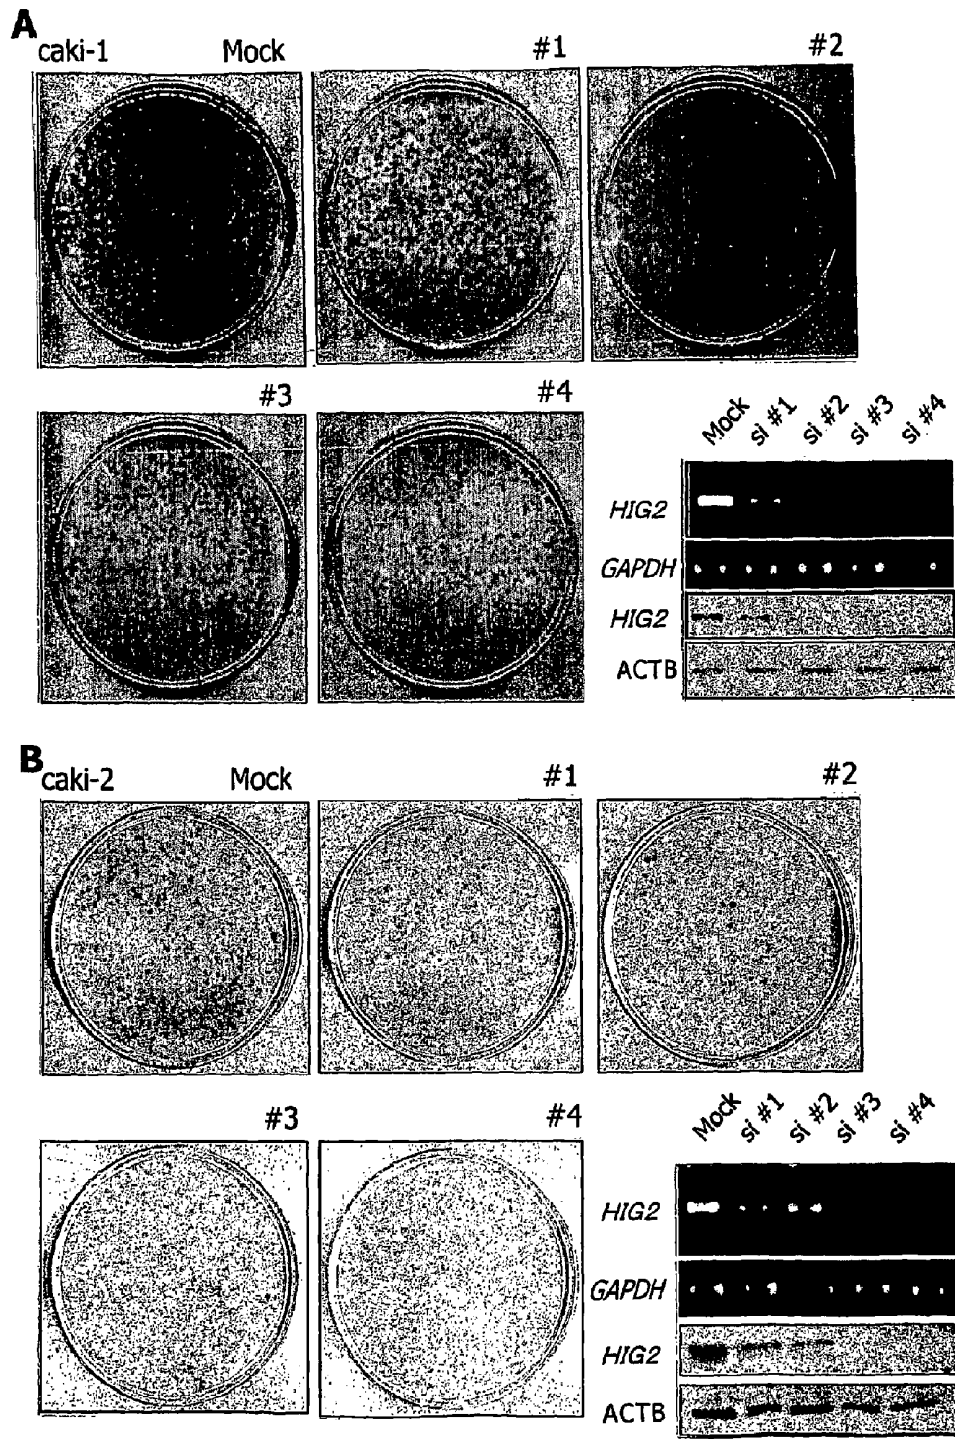 A
caki-1 Mock #1 #2
#3 #4
Mock si #1 si #2 si #3 si #4
HIG2
GAPDH
HIG2
ACTB
B
caki-2 Mock #1 #2
#3 #4
Mock si #1 si #2 si #3 si #4
HIG2
GAPDH
HIG2
ACTB